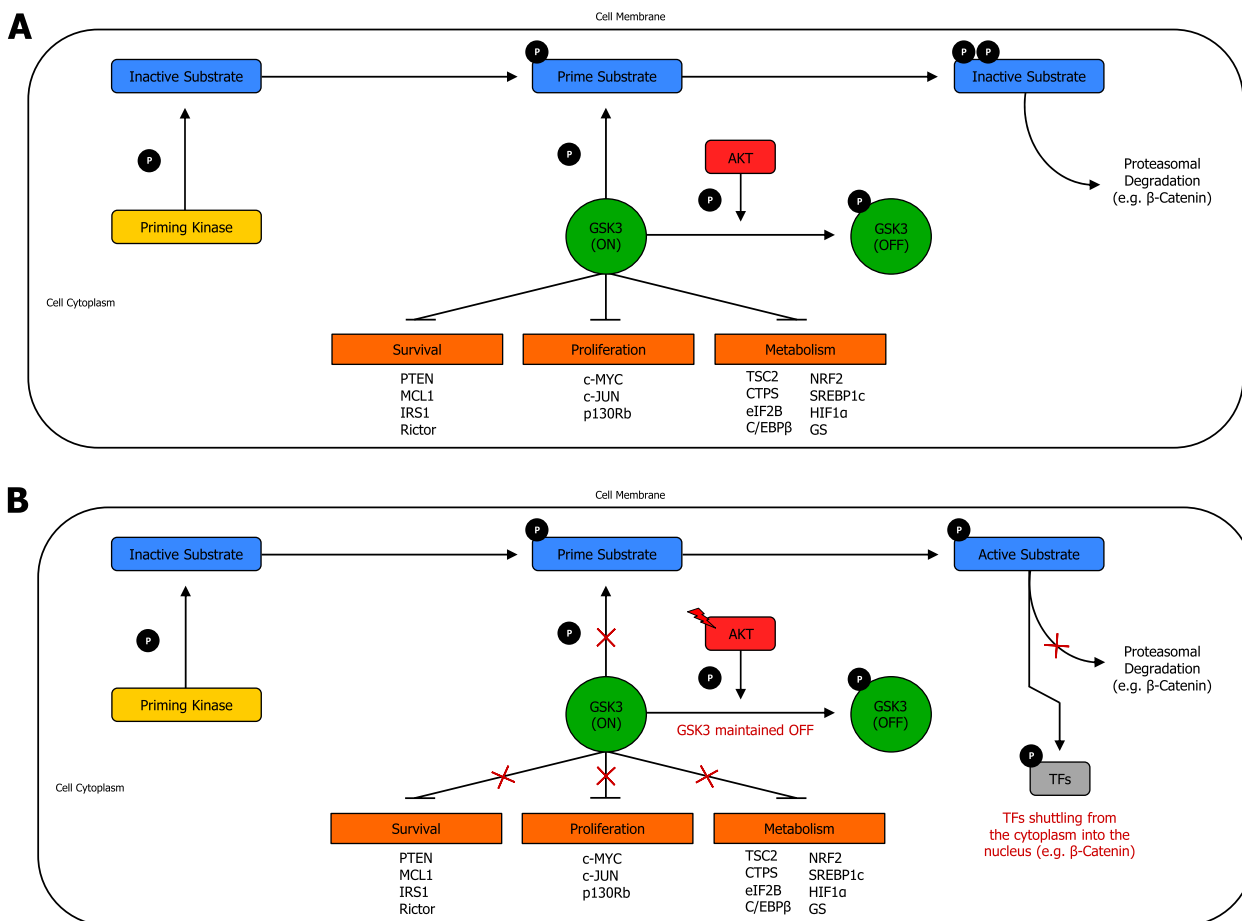 A
Cell Membrane
P
P P
Inactive Substrate
Prime Substrate
Inactive Substrate
P
P
AKT
Proteasomal
Degradation
(e.g. β-Catenin)
P
P
Priming Kinase
GSK3
(ON)
GSK3
(OFF)
Cell Cytoplasm
Survival
PTEN
MCL1
IRS1
Rictor
Proliferation
c-MYC
c-JUN
p130Rb
Metabolism
TSC2
CTPS
eIF2B
C/EBPβ
NRF2
SREBP1c
HIF1α
GS
B
Cell Membrane
P
P
Inactive Substrate
Prime Substrate
Active Substrate
P
P
AKT
Proteasomal
Degradation
(e.g. β-Catenin)
P
P
Priming Kinase
GSK3
(ON)
GSK3 maintained OFF
GSK3
(OFF)
Cell Cytoplasm
P
TFs
TFs shuttling from
the cytoplasm into the
nucleus (e.g. β-Catenin)
Survival
PTEN
MCL1
IRS1
Rictor
Proliferation
c-MYC
c-JUN
p130Rb
Metabolism
TSC2
CTPS
eIF2B
C/EBPβ
NRF2
SREBP1c
HIF1α
GS